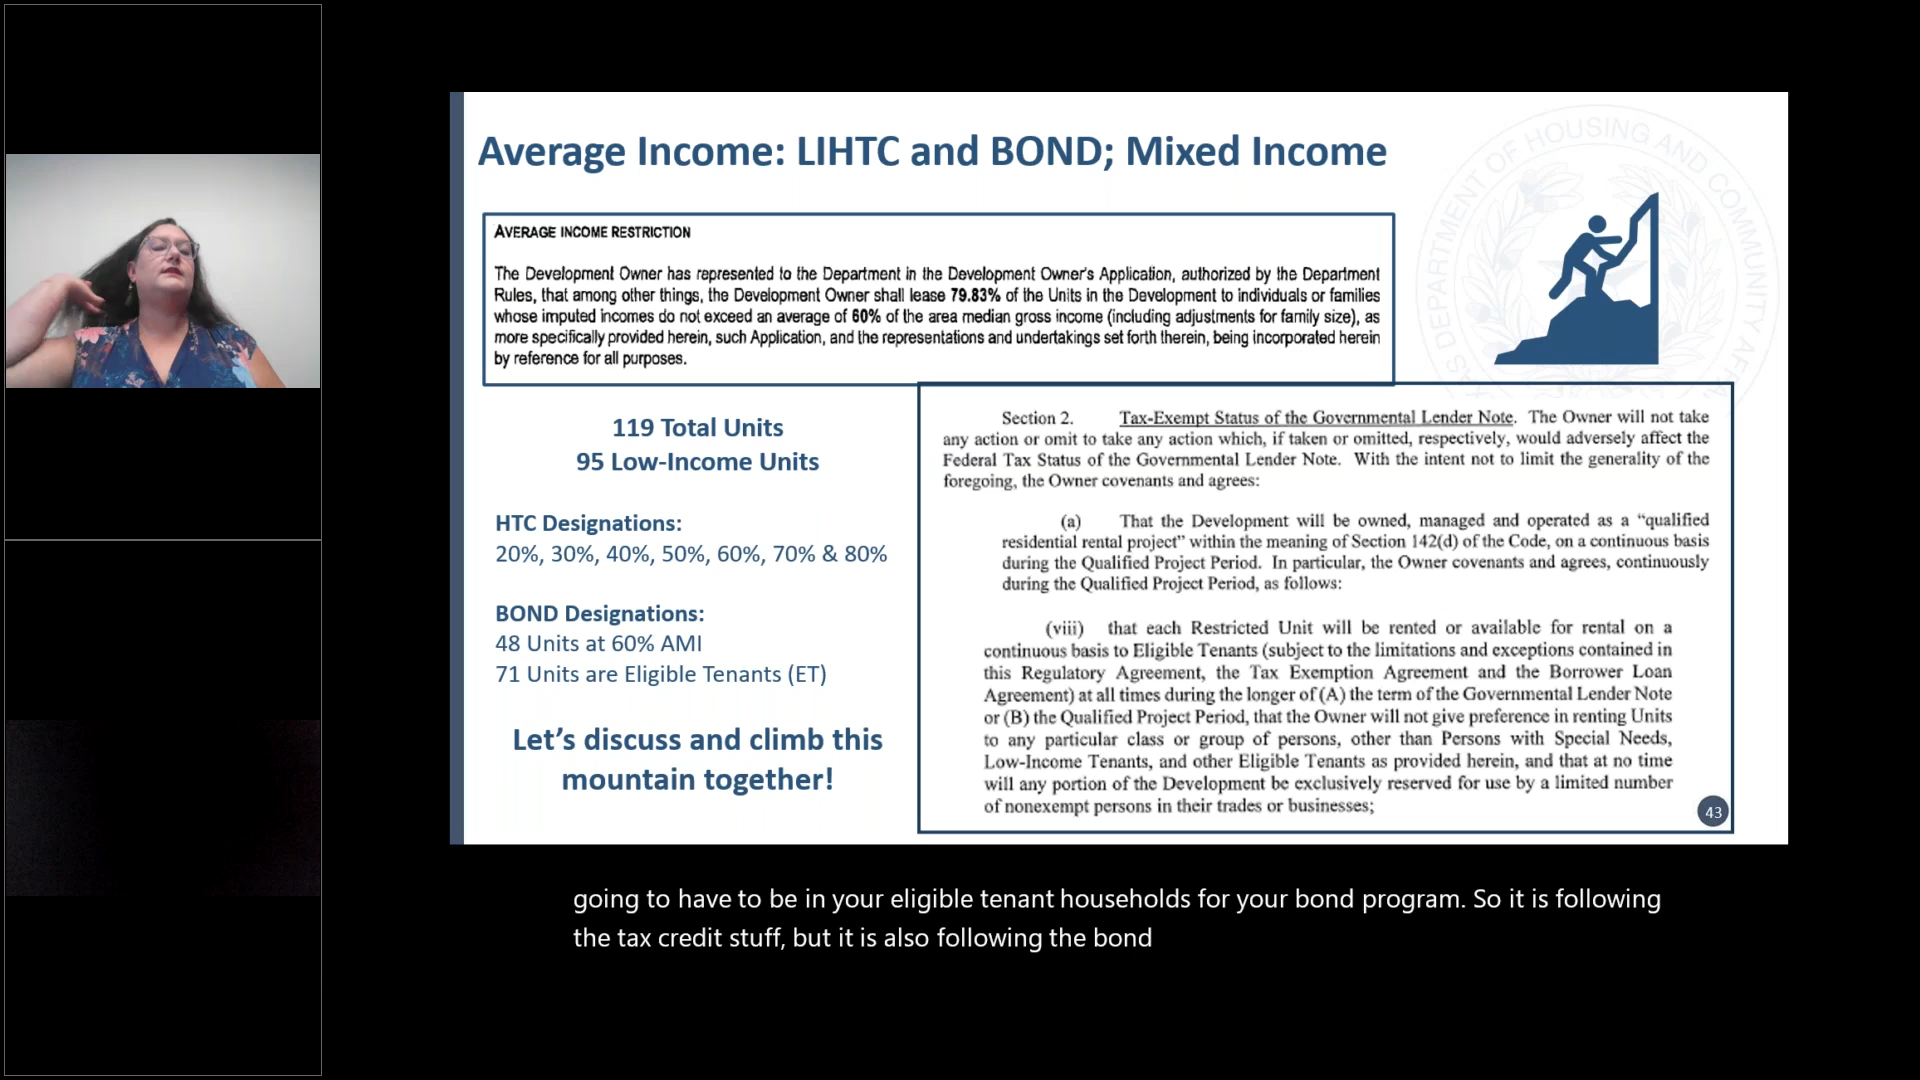 Average Income: LIHTC and BOND; Mixed Income
AVERAGE INCOME RESTRICTION
The Development Owner has represented to the Department in the Development Owner's Application, authorized by the Department
Rules, that among other things, the Development Owner shall lease 79.83% of the Units in the Development to individuals or families
whose imputed incomes do not exceed an average of 60% of the area median gross income (including adjustments for family size), as
more specifically provided herein, such Application, and the representations and undertakings set forth therein, being incorporated herein
by reference for all purposes.
119 Total Units
95 Low-Income Units
HTC Designations:
20%, 30%, 40%, 50%, 60%, 70% & 80%
BOND Designations:
48 Units at 60% AMI
71 Units are Eligible Tenants (ET)
Let's discuss and climb this
mountain together!
Section 2. Tax-Exempt Status of the Governmental Lender Note. The Owner will not take
any action or omit to take any action which, if taken or omitted, respectively, would adversely affect the
Federal Tax Status of the Governmental Lender Note. With the intent not to limit the generality of the
foregoing, the Owner covenants and agrees:
(a) That the Development will be owned, managed and operated as a “qualified
residential rental project” within the meaning of Section 142(d) of the Code, on a continuous basis
during the Qualified Project Period. In particular, the Owner covenants and agrees, continuously
during the Qualified Project Period, as follows:
(viii) that each Restricted Unit will be rented or available for rental on a
continuous basis to Eligible Tenants (subject to the limitations and exceptions contained in
this Regulatory Agreement, the Tax Exemption Agreement and the Borrower Loan
Agreement) at all times during the longer of (A) the term of the Governmental Lender Note
or (B) the Qualified Project Period, that the Owner will not give preference in renting Units
to any particular class or group of persons, other than Persons with Special Needs,
Low-Income Tenants, and other Eligible Tenants as provided herein, and that at no time
will any portion of the Development be exclusively reserved for use by a limited number
of nonexempt persons in their trades or businesses;
43
DEPARTMENT OF HOUSING AND COMMUNITY
going to have to be in your eligible tenant households for your bond program. So it is following
the tax credit stuff, but it is also following the bond